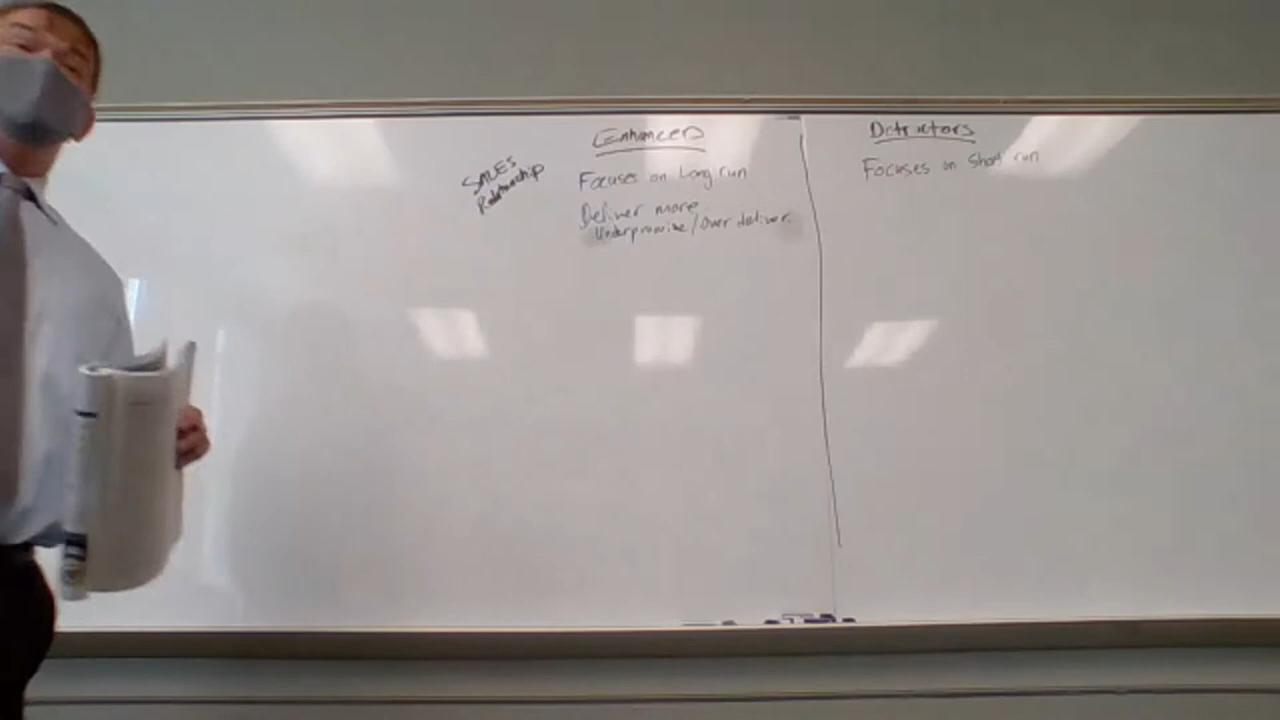 SALES
Relationship
Enhancers
Focuses on Long run
Deliver more
Underpromise/Over deliver
Detractors
Focuses on Short run